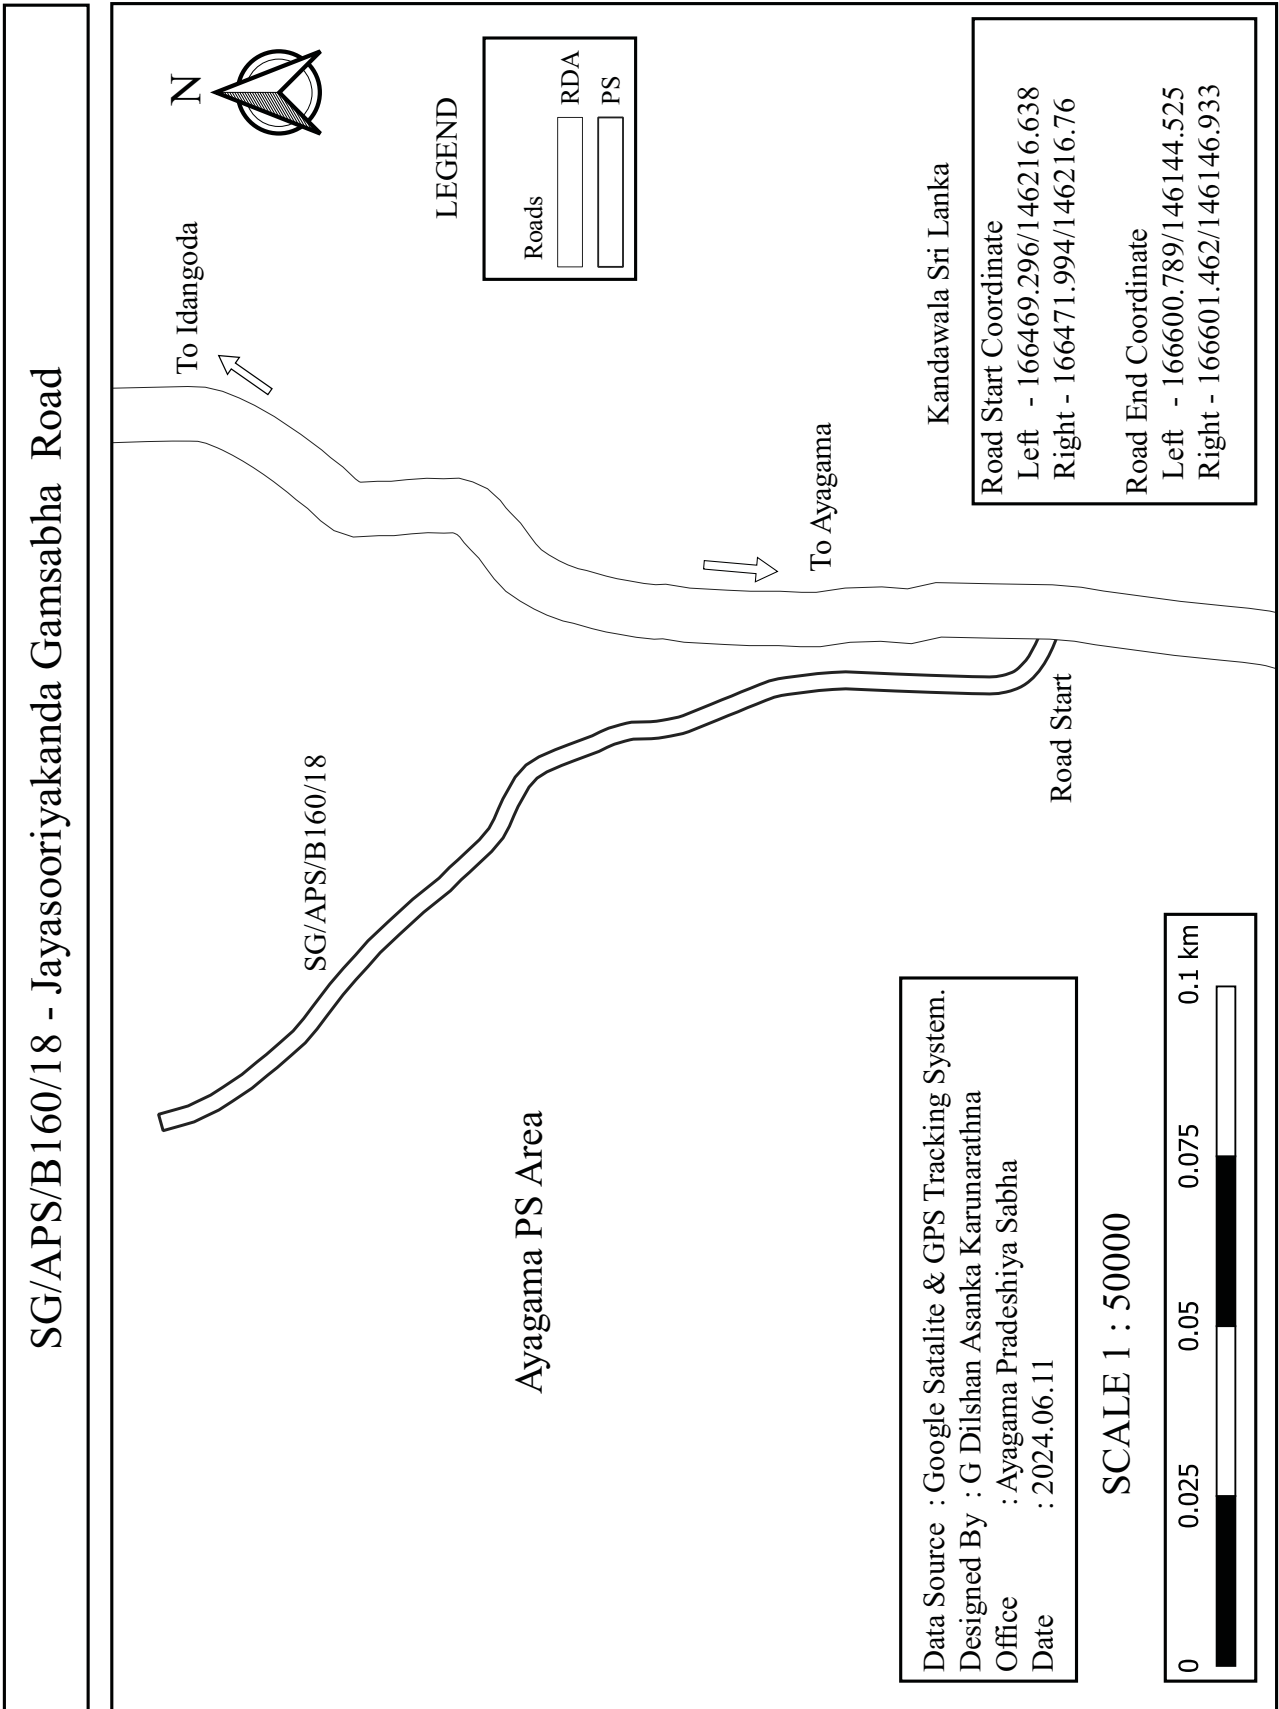 SG/APS/B160/18 - Jayasooriyakanda Gamsabha Road
N
To Idangoda
LEGEND
Roads
RDA
PS
SG/APS/B160/18
To Ayagama
Ayagama PS Area
Road Start
Kandawala Sri Lanka
Road Start Coordinate
Left - 166469.296/146216.638
Right - 166471.994/146216.76
Road End Coordinate
Left - 166600.789/146144.525
Right - 166601.462/146146.933
Data Source : Google Satalite & GPS Tracking System.
Designed By : G Dilshan Asanka Karunarathna
Office : Ayagama Pradeshiya Sabha
Date : 2024.06.11
SCALE 1 : 50000
0 0.025 0.05 0.075 0.1 km